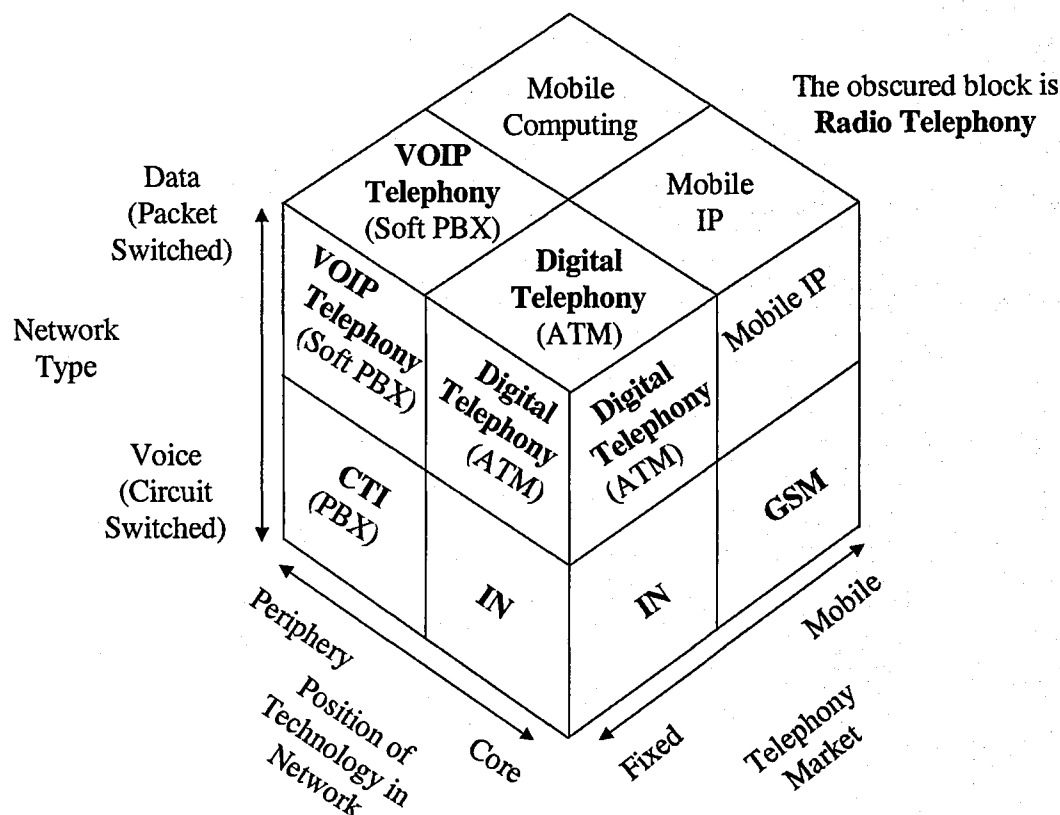 Mobile
Computing
The obscured block is
Radio Telephony
VOIP
Telephony
(Soft PBX)
Mobile
IP
Data
(Packet
Switched)
Digital
Telephony
(ATM)
VOIP
Telephony
(Soft PBX)
Digital
Telephony
(ATM)
Digital
Telephony
(ATM)
Mobile IP
Network
Type
Voice
(Circuit
Switched)
CTI
(PBX)
IN
IN
GSM
Periphery
Position of
Technology in
Network
Core
Fixed
Telephony
Market
Mobile